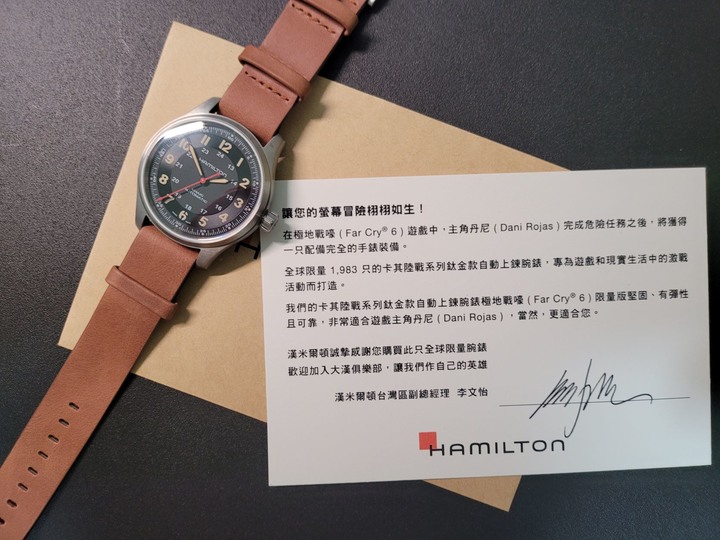 HAMILTON
讓您的螢幕冒險栩栩如生！
在極地戰嚎（Far Cry® 6）遊戲中，主角丹尼（Dani Rojas）完成危險任務之後，將獲得
一只配備完全的手錶裝備。
全球限量 1,983 只的卡其陸戰系列鈦金款自動上鍊腕錶，專為遊戲和現實生活中的激戰
活動而打造。
我們的卡其陸戰系列鈦金款自動上鍊腕錶極地戰嚎（Far Cry® 6）限量版堅固、有彈性
且可靠，非常適合遊戲主角丹尼（Dani Rojas），當然，更適合您。
漢米爾頓誠摯感謝您購買此只全球限量腕錶
歡迎加入大漢俱樂部，讓我們作自己的英雄
漢米爾頓台灣區副總經理 李文怡
HAMILTON